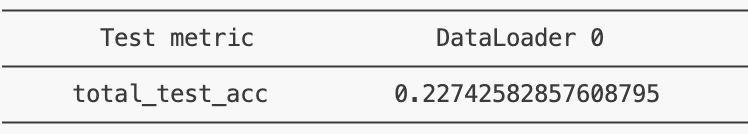 Test metric DataLoader 0
total_test_acc 0.22742582857608795